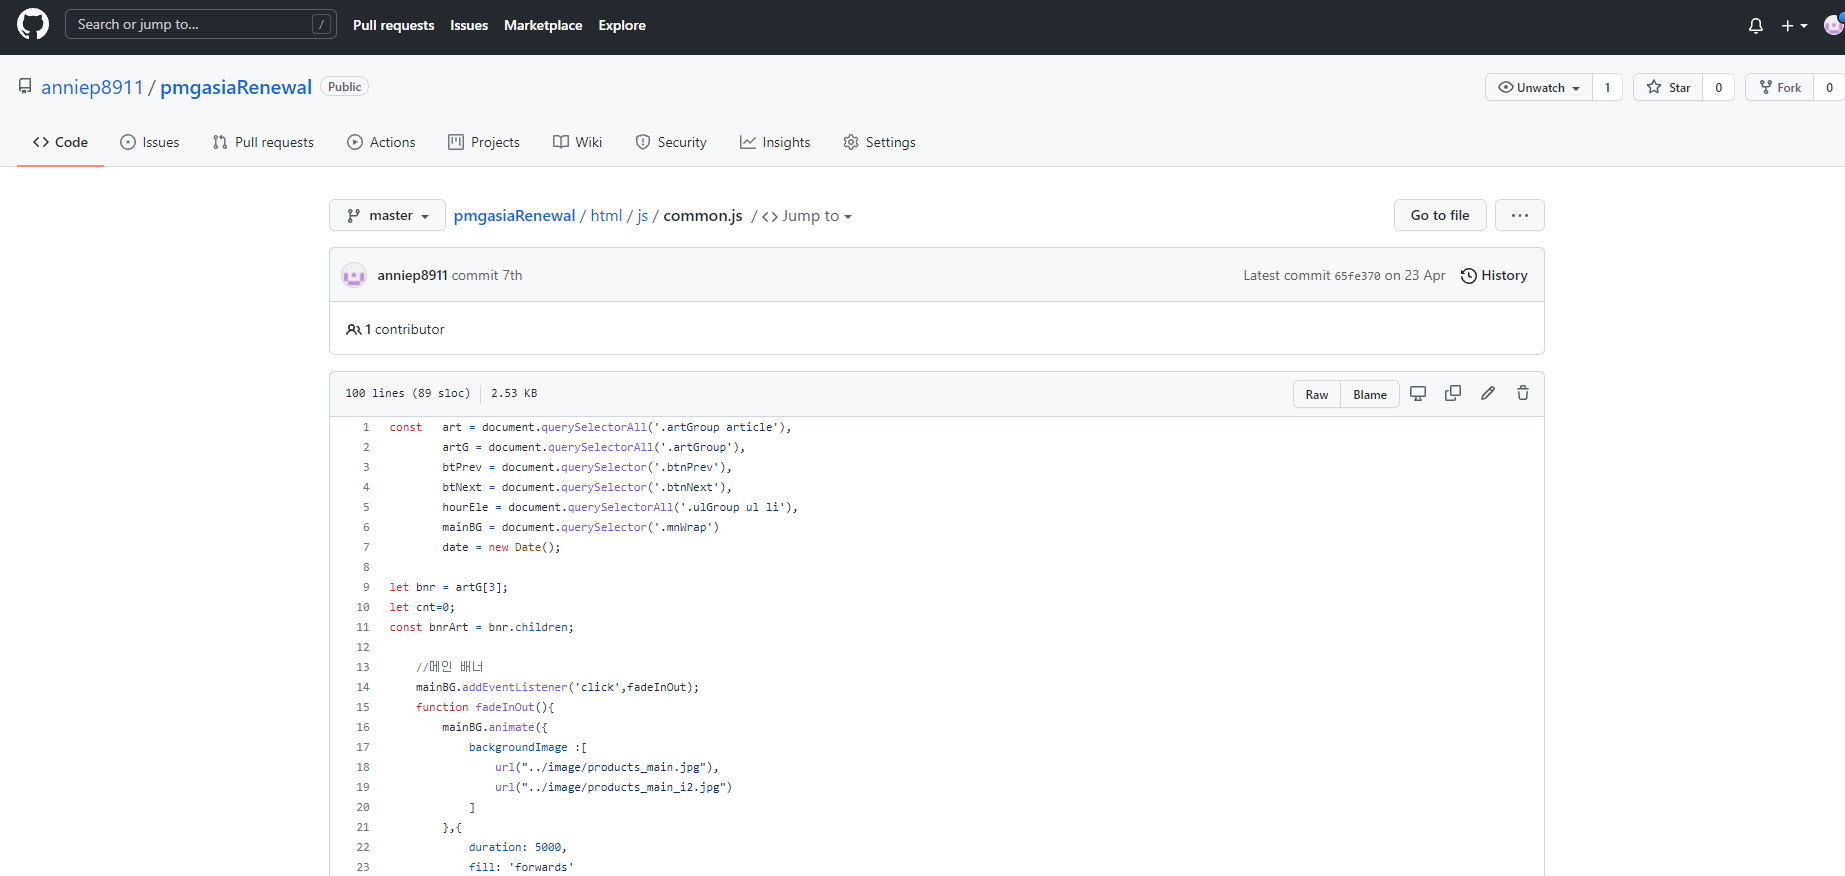 Search or jump to... /
Pull requests Issues Marketplace Explore
anniep8911 / pmgasiaRenewal Public
Unwatch 1 Star 0 Fork 0
Code Issues Pull requests Actions Projects Wiki Security Insights Settings
master pmgasiaRenewal / html / js / common.js / <> Jump to
Go to file ...
anniep8911 commit 7th
Latest commit 65fe370 on 23 Apr History
1 contributor
100 lines (89 sloc) 2.53 KB
Raw Blame
1 const art = document.querySelectorAll('.artGroup article'),
2 artG = document.querySelectorAll('.artGroup'),
3 btPrev = document.querySelector('.btnPrev'),
4 btNext = document.querySelector('.btnNext'),
5 hourEle = document.querySelectorAll('.ulGroup ul li'),
6 mainBG = document.querySelector('.mnWrap')
7 date = new Date();
8
9 let bnr = artG[3];
10 let cnt=0;
11 const bnrArt = bnr.children;
12
13 //메인 배너
14 mainBG.addEventListener('click',fadeInOut);
15 function fadeInOut(){
16 mainBG.animate({
17 backgroundImage :[
18 url("../image/products_main.jpg"),
19 url("../image/products_main_i2.jpg")
20 ]
21 },{
22 duration: 5000,
23 fill: 'forwards'